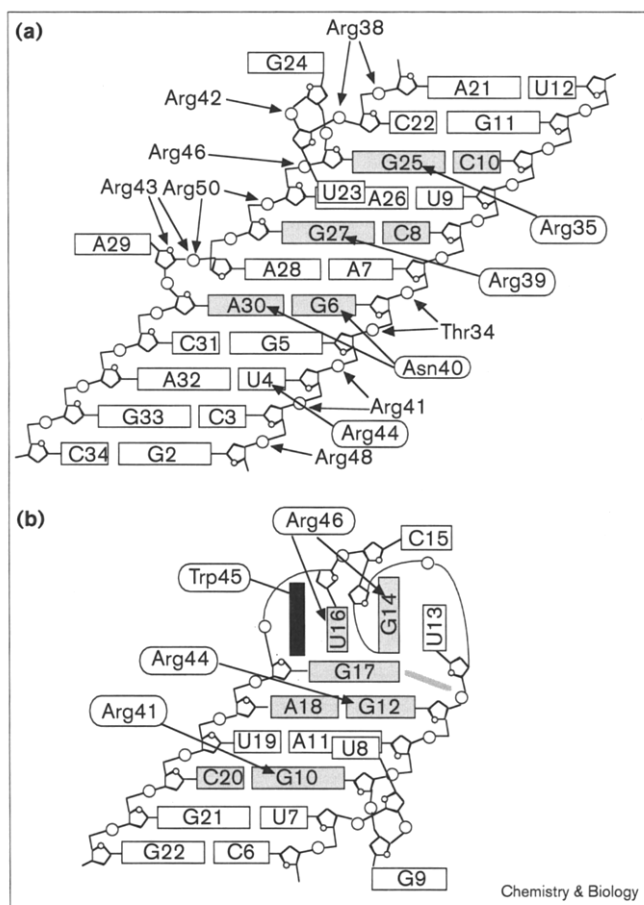 (a)
Arg38
G24
A21 U12
Arg42
C22 G11
Arg46
G25 C10
Arg43 Arg50
U23 A26 U9
Arg35
G27 C8
A29
A28 A7
Arg39
A30 G6
Thr34
C31 G5
Asn40
A32 U4
Arg41
G33 C3
Arg44
C34 G2
Arg48
(b)
Arg46
C15
Trp45
U16
G14
U13
Arg44
G17
A18 G12
Arg41
U19 A11
U8
C20 G10
G21 U7
G22 C6
G9
Chemistry & Biology